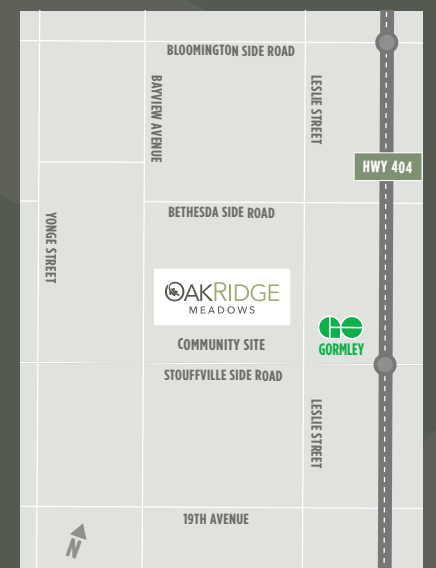 BLOOMINGTON SIDE ROAD
BAYVIEW AVENUE
LESLIE STREET
HWY 404
BETHESDA SIDE ROAD
YONGE STREET
OAKRIDGE
MEADOWS
COMMUNITY SITE
GO
GORMLEY
STOUFFVILLE SIDE ROAD
LESLIE STREET
19TH AVENUE
N